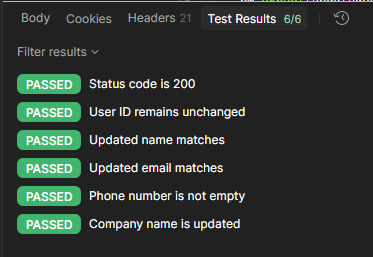 Body Cookies Headers 21 Test Results 6/6
Filter results
PASSED Status code is 200
PASSED User ID remains unchanged
PASSED Updated name matches
PASSED Updated email matches
PASSED Phone number is not empty
PASSED Company name is updated